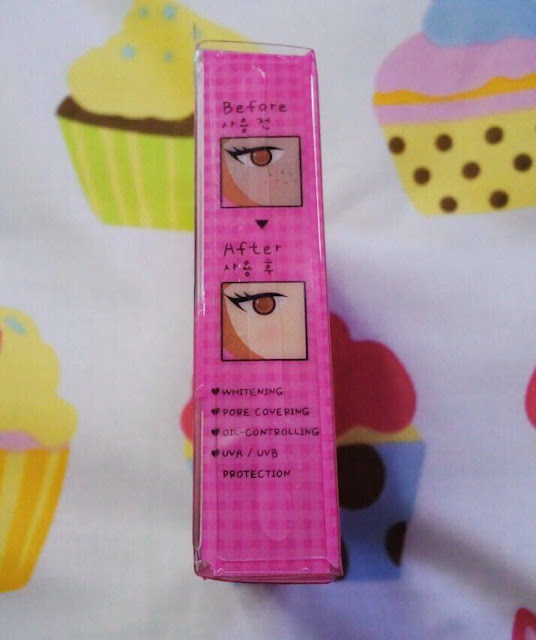 Before
사용 전
After
사용 후
WHITENING
PORE COVERING
OIL-CONTROLLING
UVA / UVB
PROTECTION